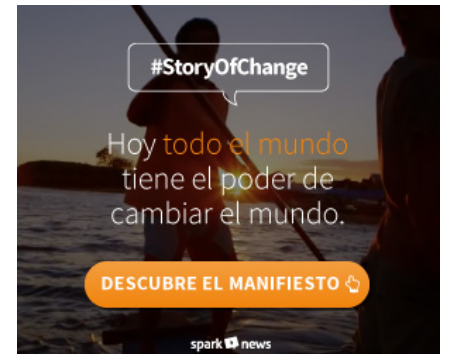 #StoryOfChange
Hoy todo el mundo
tiene el poder de
cambiar el mundo.
DESCUBRE EL MANIFIESTO
spark news